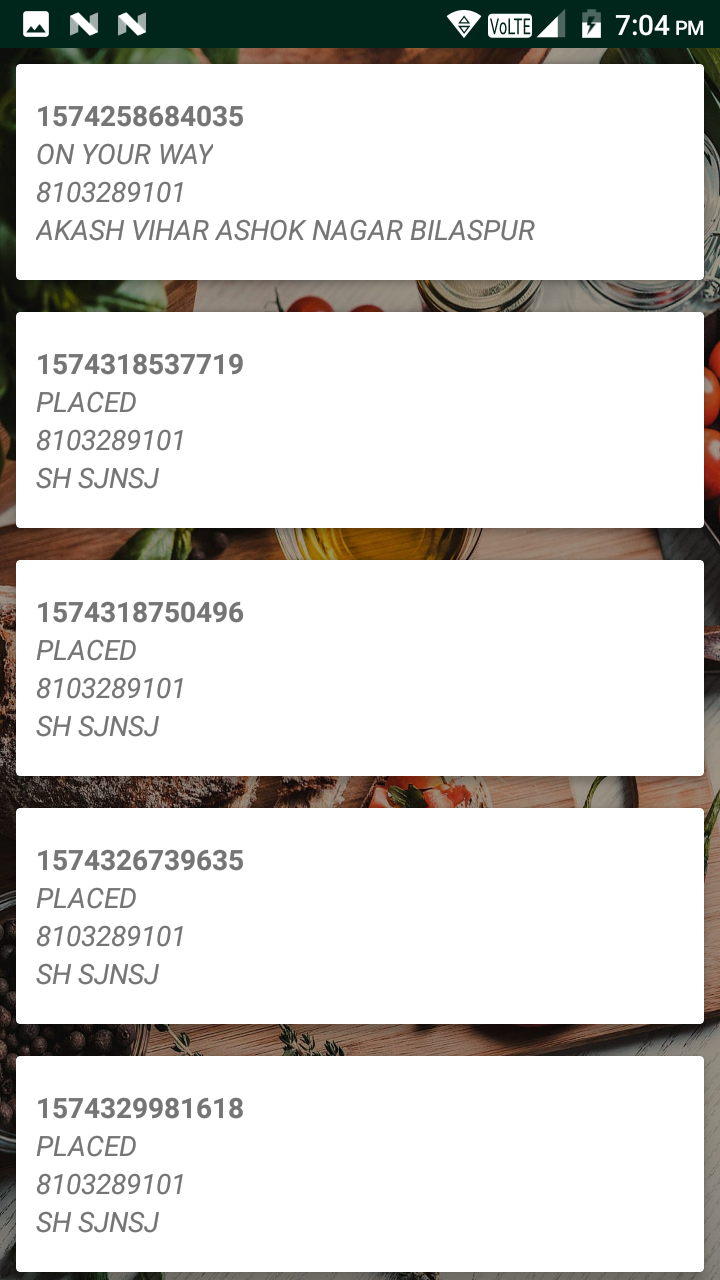 VoLTE 7:04 PM
1574258684035
ON YOUR WAY
8103289101
AKASH VIHAR ASHOK NAGAR BILASPUR
1574318537719
PLACED
8103289101
SH SJNSJ
1574318750496
PLACED
8103289101
SH SJNSJ
1574326739635
PLACED
8103289101
SH SJNSJ
1574329981618
PLACED
8103289101
SH SJNSJ